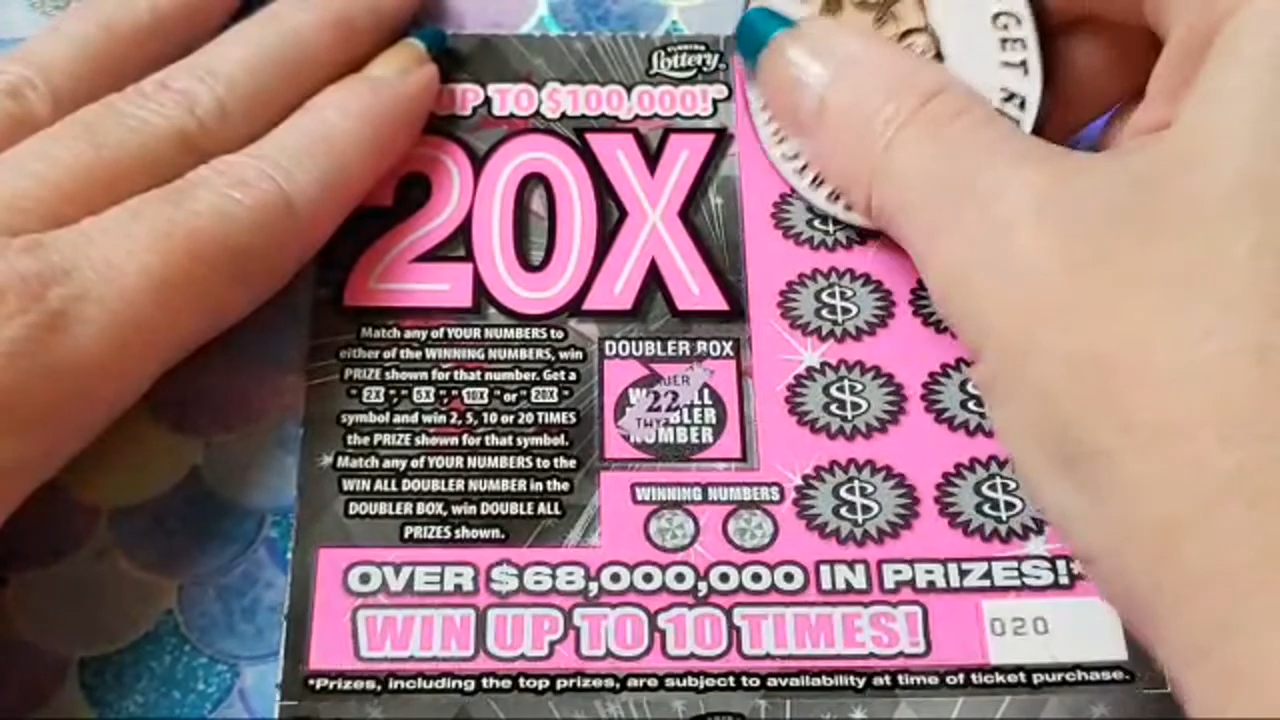 FLORIDA
Lottery
UP TO $100,000!*
20X
Match any of YOUR NUMBERS to
either of the WINNING NUMBERS, win
PRIZE shown for that number. Get a
" 2X ", " 5X ", " 10X " or " 20X "
symbol and win 2, 5, 10 or 20 TIMES
the PRIZE shown for that symbol.
Match any of YOUR NUMBERS to the
WIN ALL DOUBLER NUMBER in the
DOUBLER BOX, win DOUBLE ALL
PRIZES shown.
DOUBLER BOX
22
NUMBER
WINNING NUMBERS
$
$
$
$
$
OVER $68,000,000 IN PRIZES!*
WIN UP TO 10 TIMES!
020
*Prizes, including the top prizes, are subject to availability at time of ticket purchase.
GET